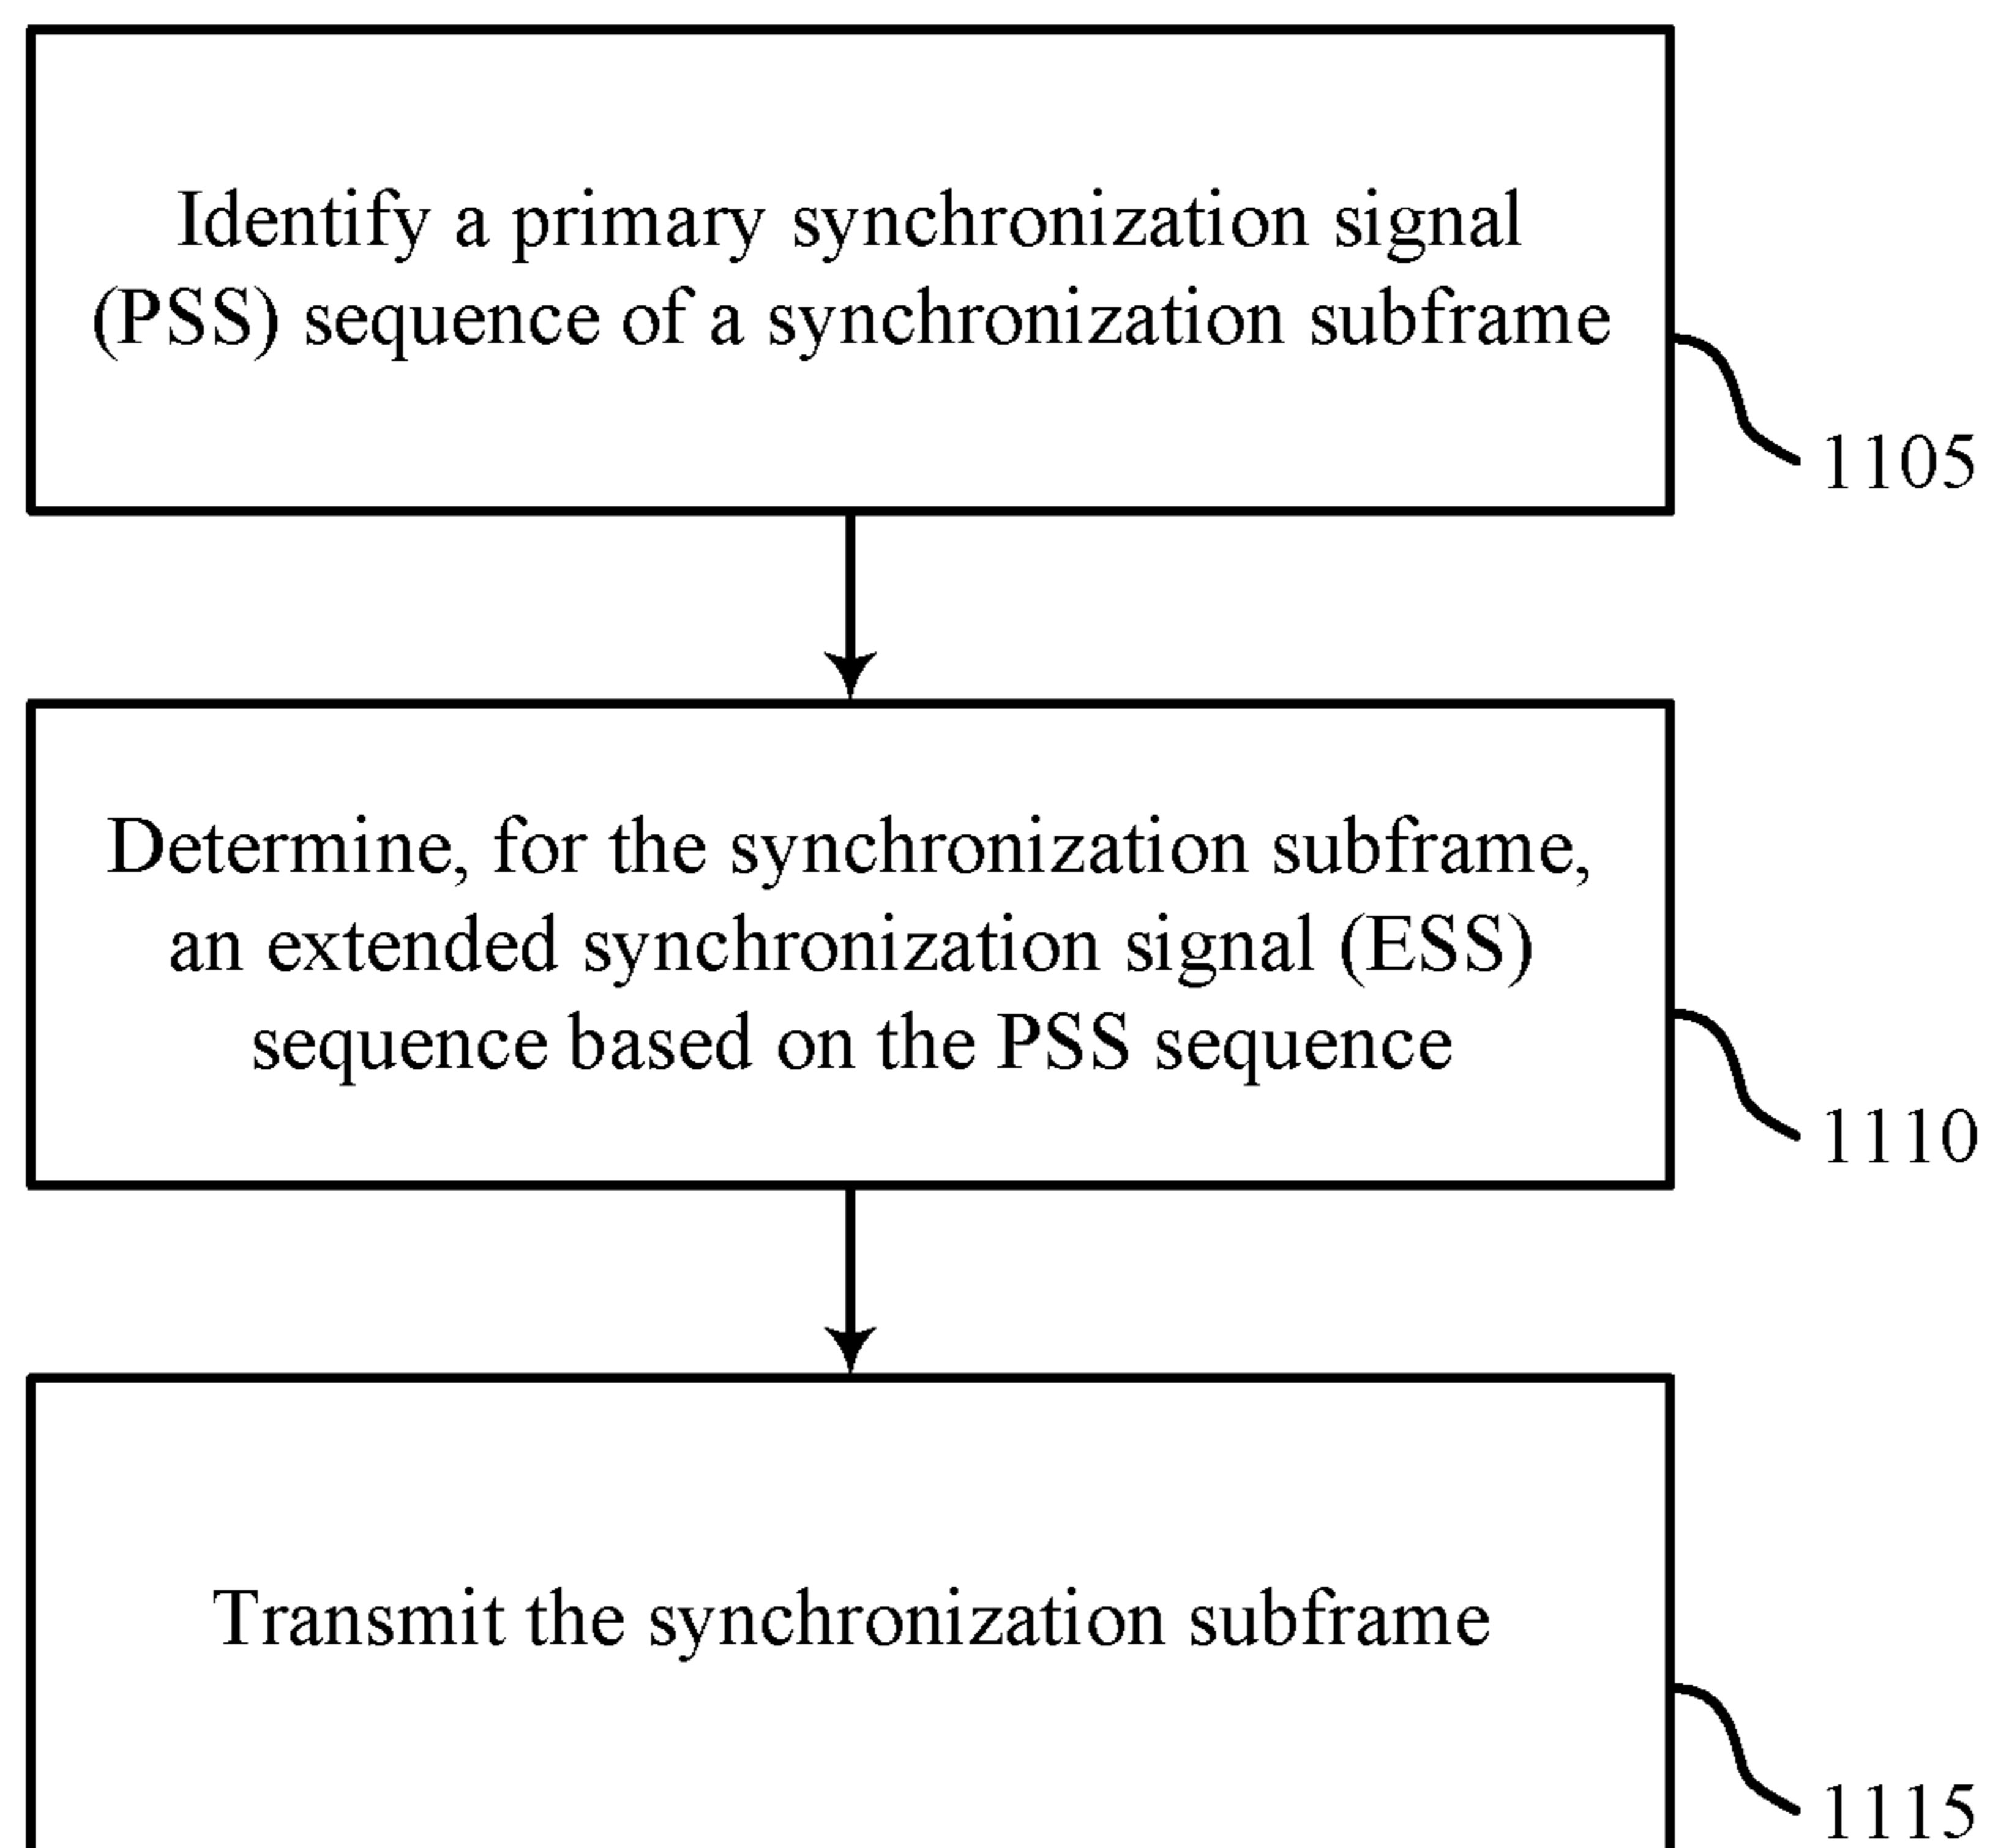 Identify a primary synchronization signal
(PSS) sequence of a synchronization subframe
1105
Determine, for the synchronization subframe,
an extended synchronization signal (ESS)
sequence based on the PSS sequence
1110
Transmit the synchronization subframe
1115